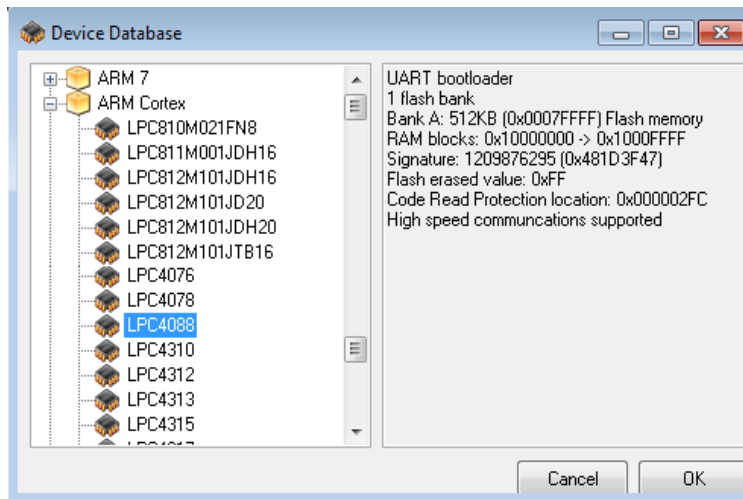 Device Database
ARM 7
ARM Cortex
LPC810M021FN8
LPC811M001JDH16
LPC812M101JDH16
LPC812M101JD20
LPC812M101JDH20
LPC812M101JTB16
LPC4076
LPC4078
LPC4088
LPC4310
LPC4312
LPC4313
LPC4315
UART bootloader
1 flash bank
Bank A: 512KB (0x0007FFFF) Flash memory
RAM blocks: 0x10000000 -> 0x1000FFFF
Signature: 1209876295 (0x481D3F47)
Flash erased value: 0xFF
Code Read Protection location: 0x000002FC
High speed communcations supported
Cancel
OK